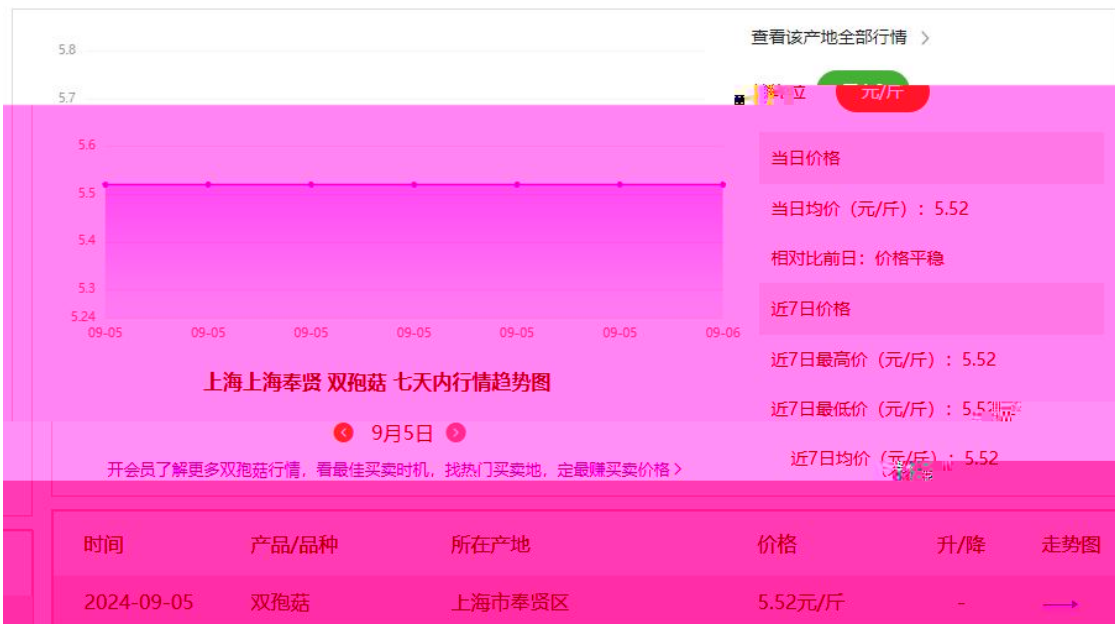 查看该产地全部行情
5.8
5.7
元/斤
5.6
5.5
5.4
5.3
5.24
09-05 09-05 09-05 09-05 09-05 09-05 09-06
当日价格
当日均价（元/斤）: 5.52
相对比前日：价格平稳
近7日价格
近7日最高价（元/斤）: 5.52
近7日最低价（元/斤）: 5.52
近7日均价（元/斤）: 5.52
上海上海奉贤 双孢菇 七天内行情趋势图
9月5日
开会员了解更多双孢菇行情，看最佳买卖时机，找热门买卖地，定最赚买卖价格
时间 产品/品种 所在产地 价格 升/降 走势图
2024-09-05 双孢菇 上海市奉贤区 5.52元/斤 -